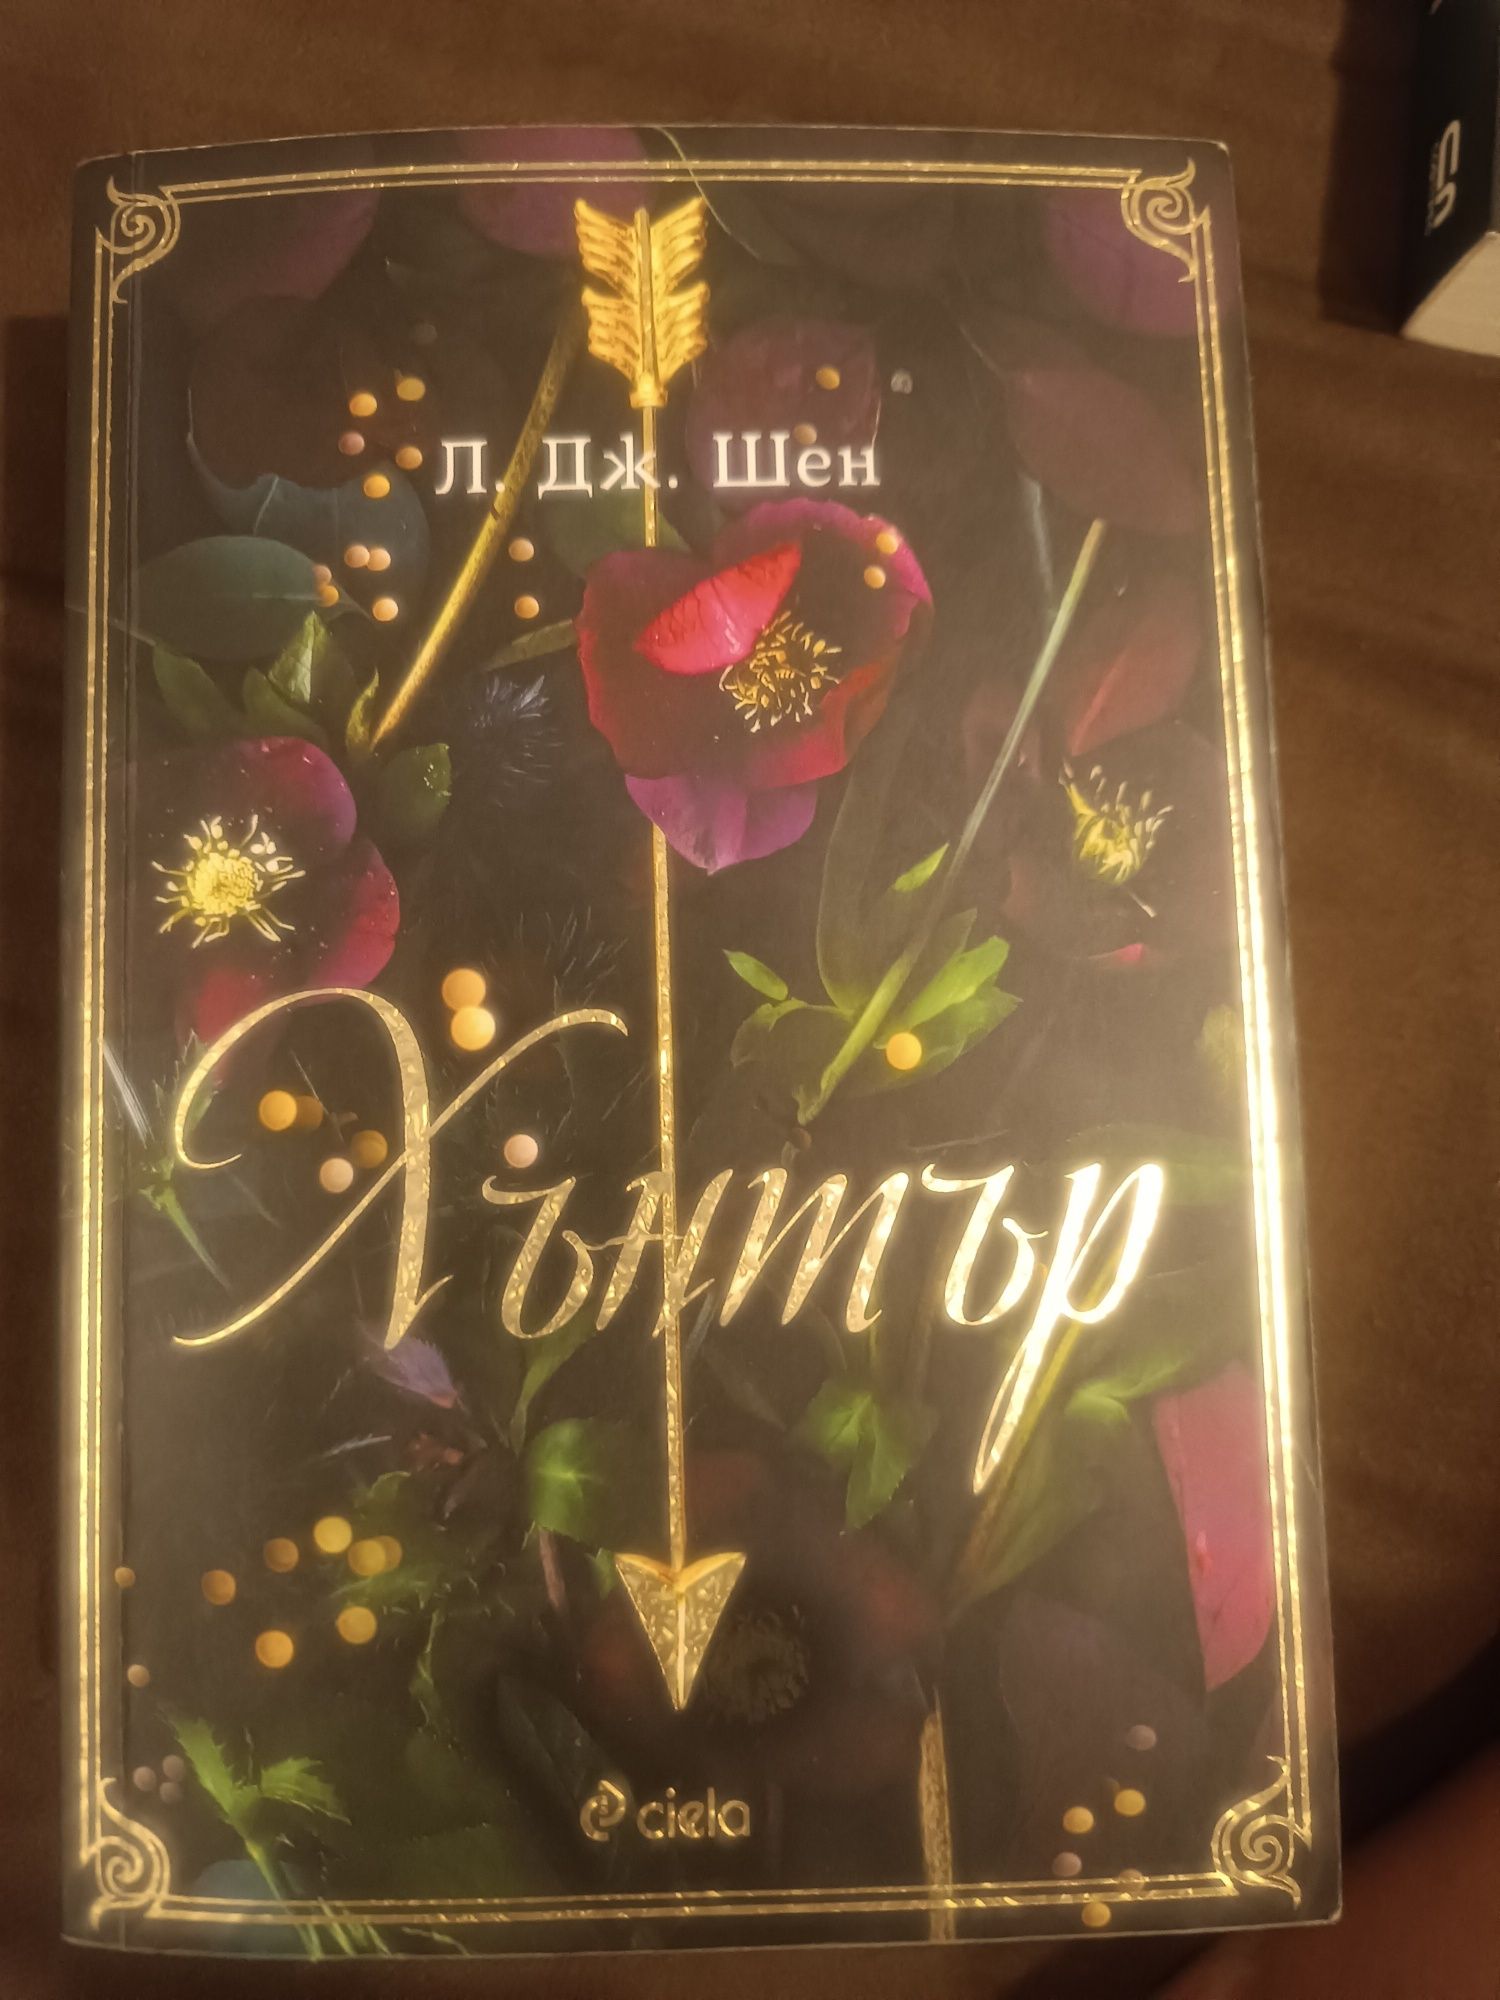 Л. Дж. Шен
Хънтър
ciela